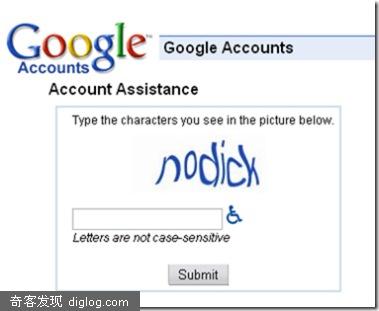 Google
Accounts
Google Accounts
Account Assistance
Type the characters you see in the picture below.
nodick
Letters are not case-sensitive
Submit
奇客发现 diglog.com